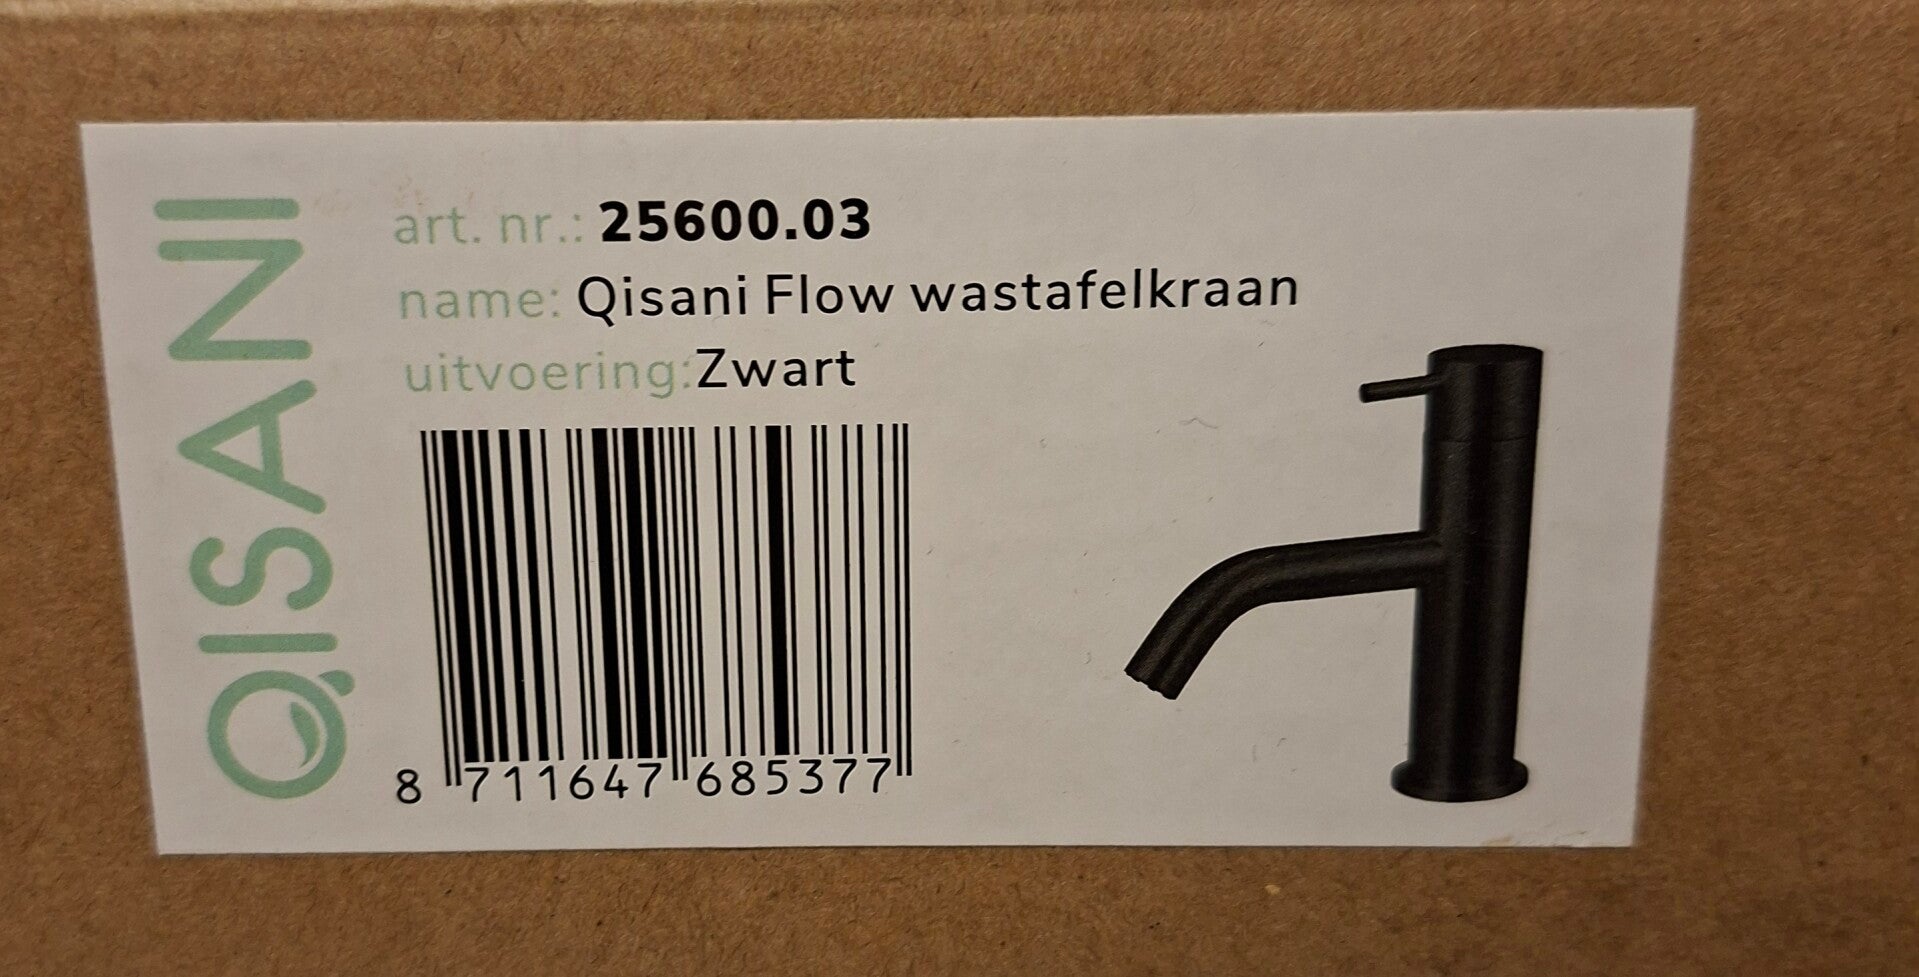 QISANI
art. nr.: 25600.03
name: Qisani Flow wastafelkraan
uitvoering:Zwart
8 711647 685377